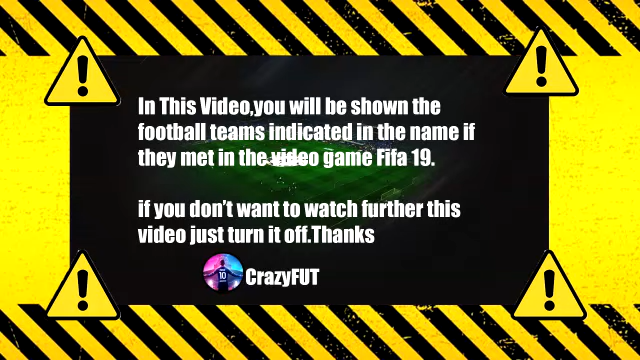 In This Video,you will be shown the
football teams indicated in the name if
they met in the video game Fifa 19.
if you don't want to watch further this
video just turn it off.Thanks
10
CrazyFUT